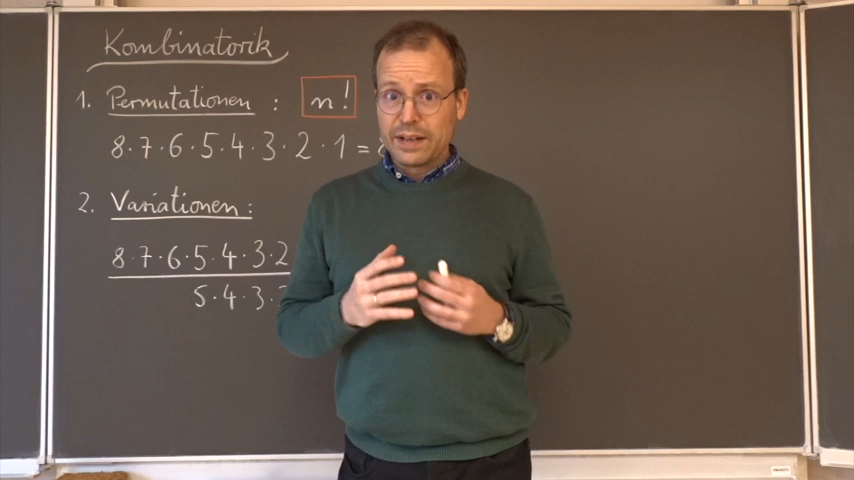 Kombinatorik
1. Permutationen : n!
8·7·6·5·4·3·2·1 =
2. Variationen:
8·7·6·5·4·3·2
5·4·3·